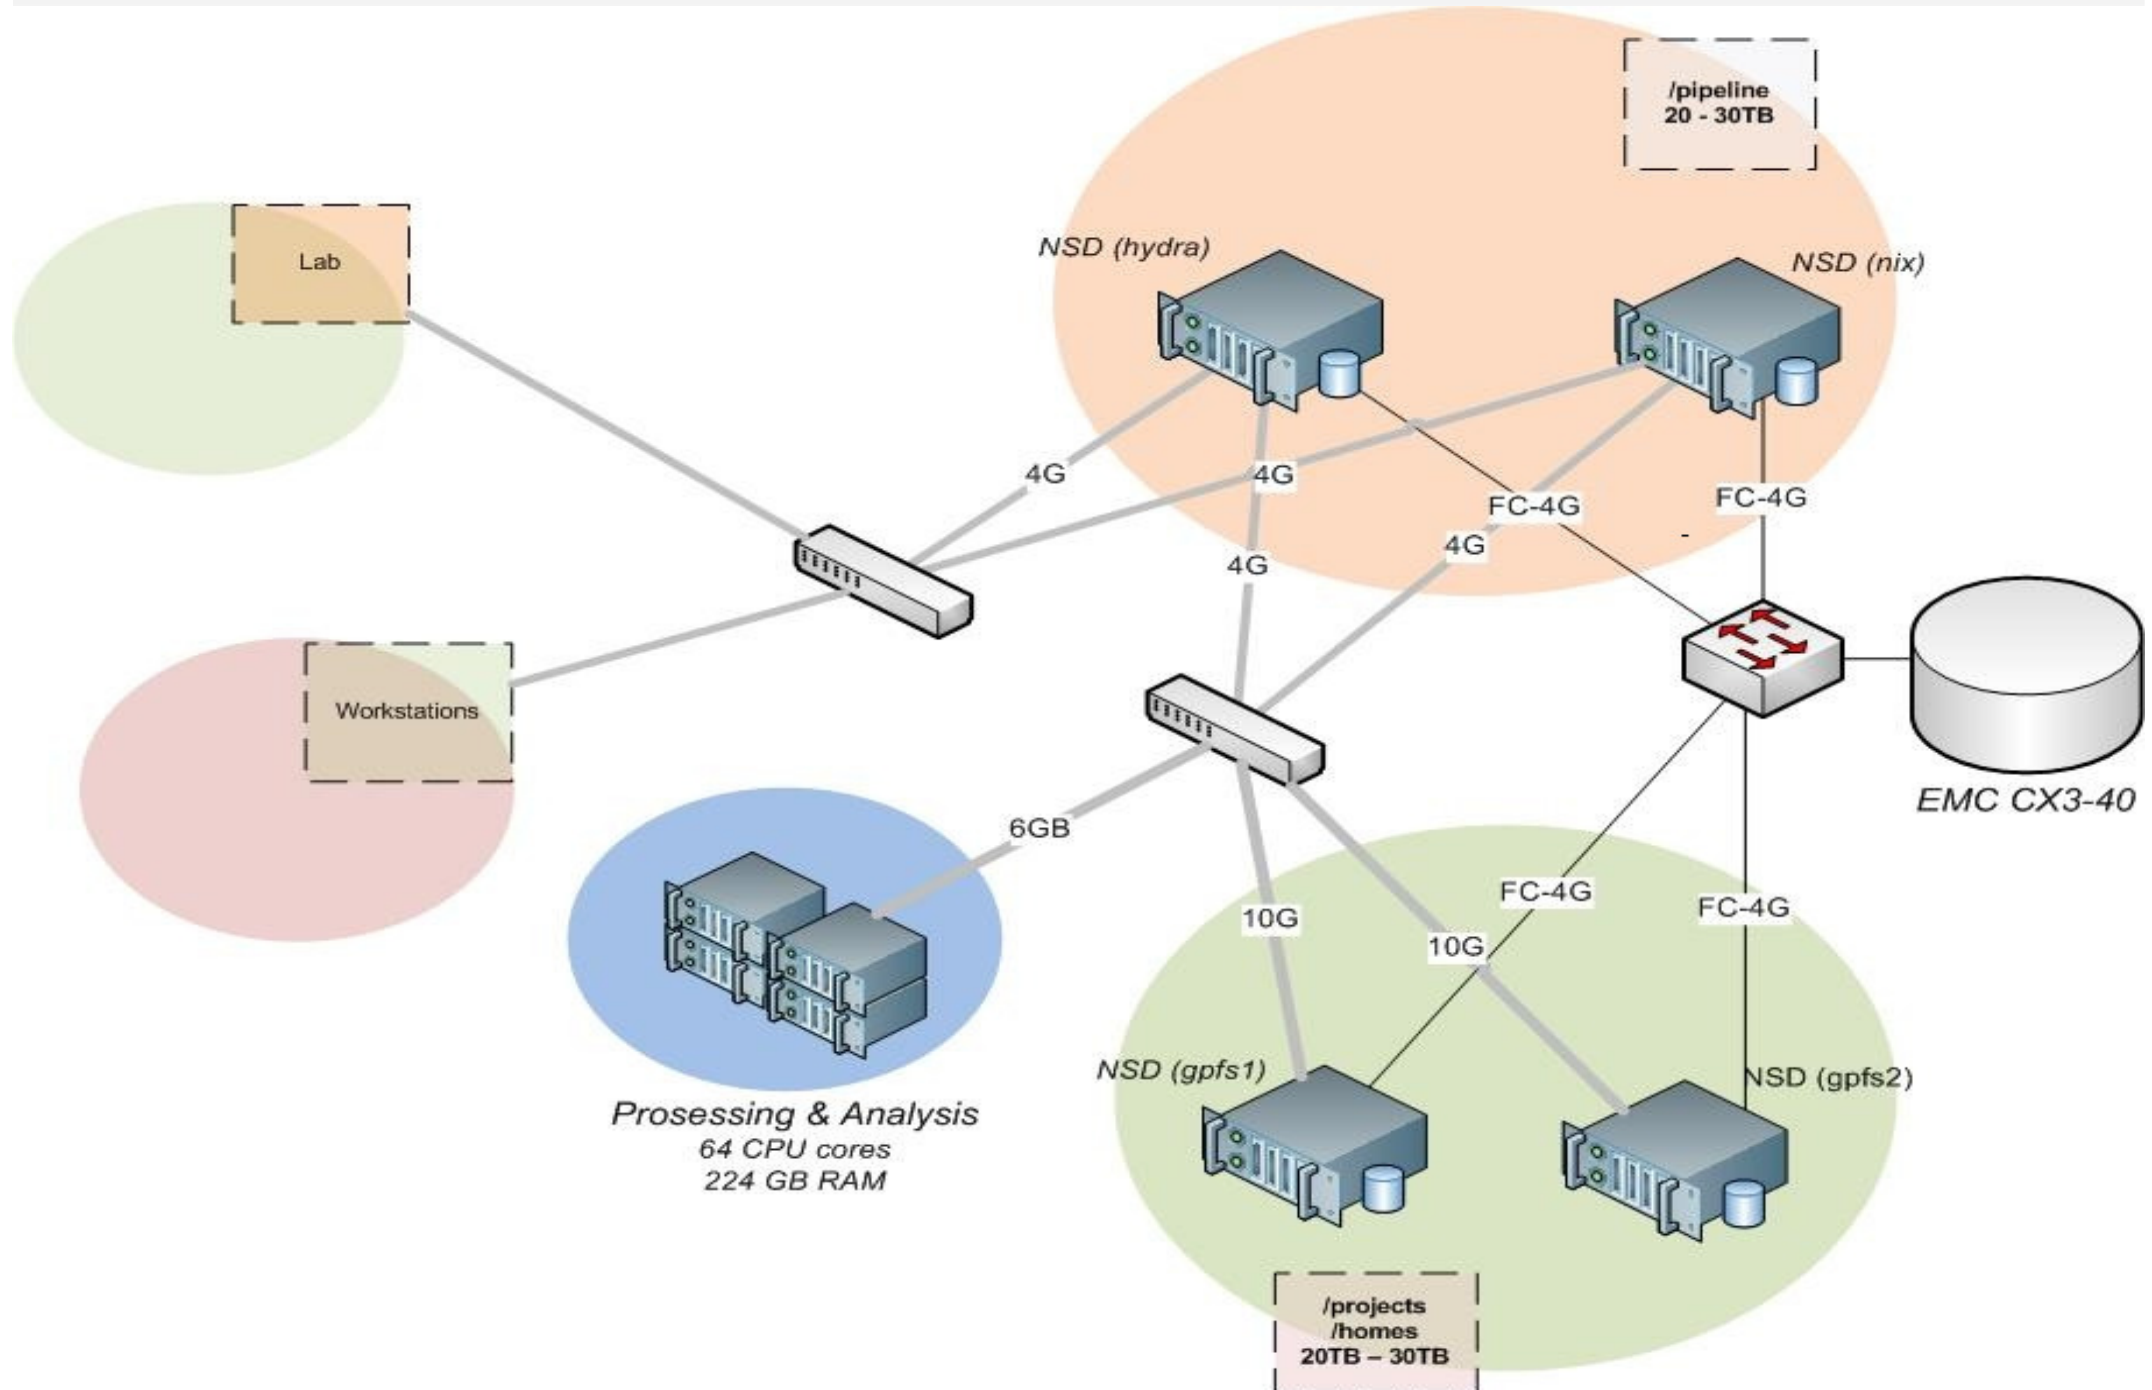 /pipeline
20 - 30TB
NSD (hydra)
NSD (nix)
Lab
4G
4G
FC-4G
FC-4G
4G
4G
-
Workstations
EMC CX3-40
6GB
FC-4G
FC-4G
10G
10G
NSD (gpfs1)
NSD (gpfs2)
Prosessing & Analysis
64 CPU cores
224 GB RAM
/projects
/homes
20TB – 30TB